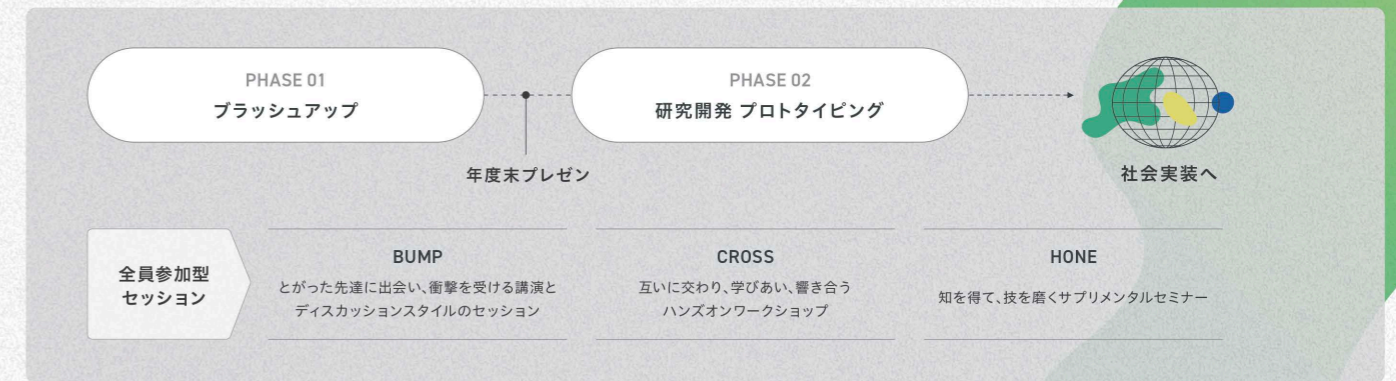 PHASE 01
ブラッシュアップ
年度末プレゼン
PHASE 02
研究開発 プロトタイピング
社会実装へ
全員参加型
セッション
BUMP
とがった先達に出会い、衝撃を受ける講演と
ディスカッションスタイルのセッション
CROSS
互いに交わり、学びあい、響き合う
ハンズオンワークショップ
HONE
知を得て、技を磨くサプリメンタルセミナー